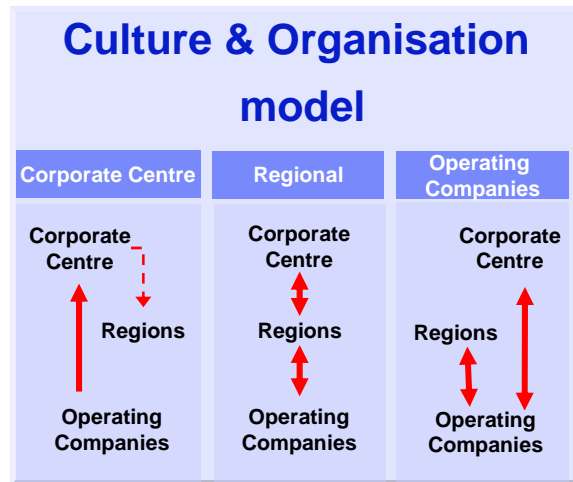 Culture & Organisation
model
Corporate Centre
Regional
Operating
Companies
Corporate
Centre
Regions
Operating
Companies
Corporate
Centre
Regions
Operating
Companies
Corporate
Centre
Regions
Operating
Companies